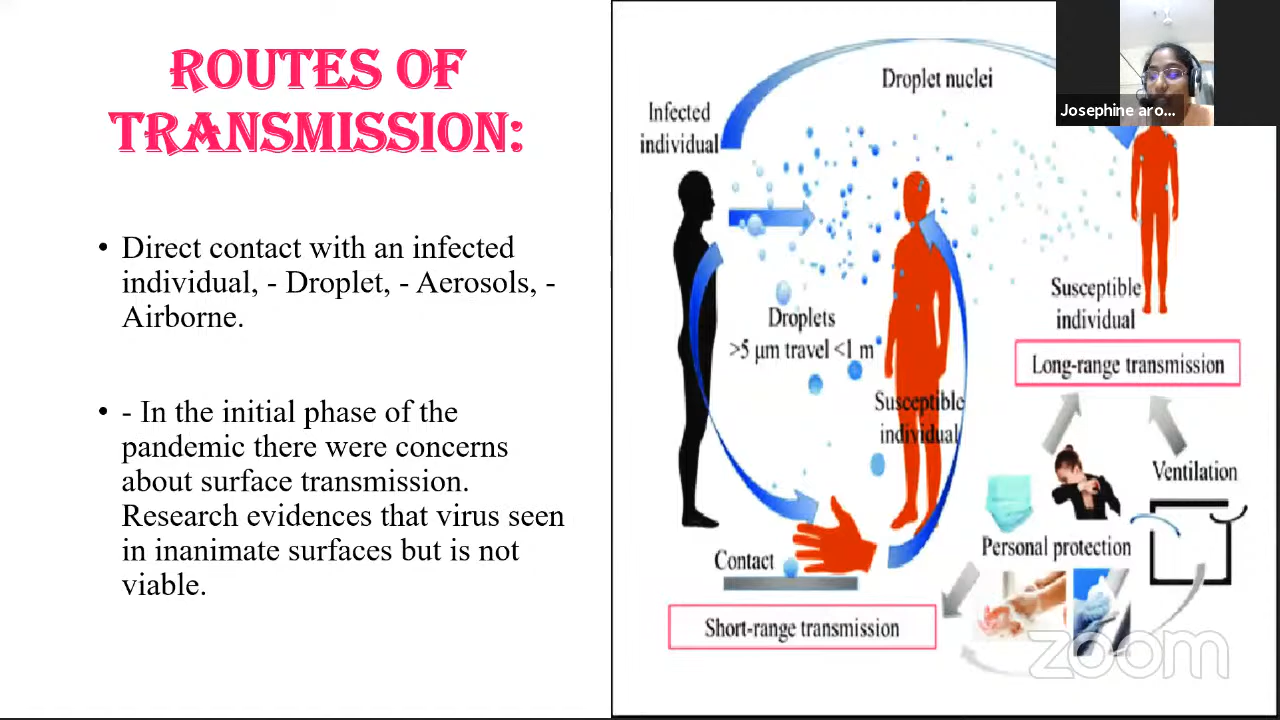 ROUTES OF
TRANSMISSION:
• Direct contact with an infected
individual, - Droplet, - Aerosols, -
Airborne.
• - In the initial phase of the
pandemic there were concerns
about surface transmission.
Research evidences that virus seen
in inanimate surfaces but is not
viable.
Droplet nuclei
Infected
individual
Josephine aro...
Susceptible
individual
Droplets
>5 μm travel <1 m
Long-range transmission
Susceptible
individual
Ventilation
Personal protection
Contact
Short-range transmission
zoom